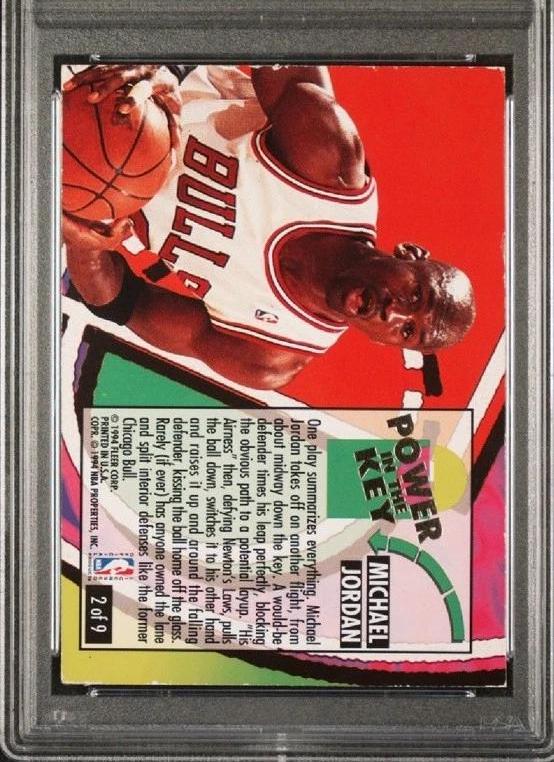 BULL
POWER
IN THE
KEY
MICHAEL
JORDAN
One play summarizes everything. Michael
Jordan takes off on another flight, from
about midway down the key. A would-be
defender times his leap perfectly, blocking
the obvious path to a potential layup. "His
Airness" then, defying Newton's Laws, pulls
the ball down, switches it to his other hand
and raises it up and around the falling
defender, kissing the ball home off the glass.
Rarely (if ever) has anyone owned the lane
and split interior defenses like the former
Chicago Bull.
© 1994 FLEER CORP.
PRINTED IN U.S.A.
COPR. © 1994 NBA PROPERTIES, INC.
2 of 9